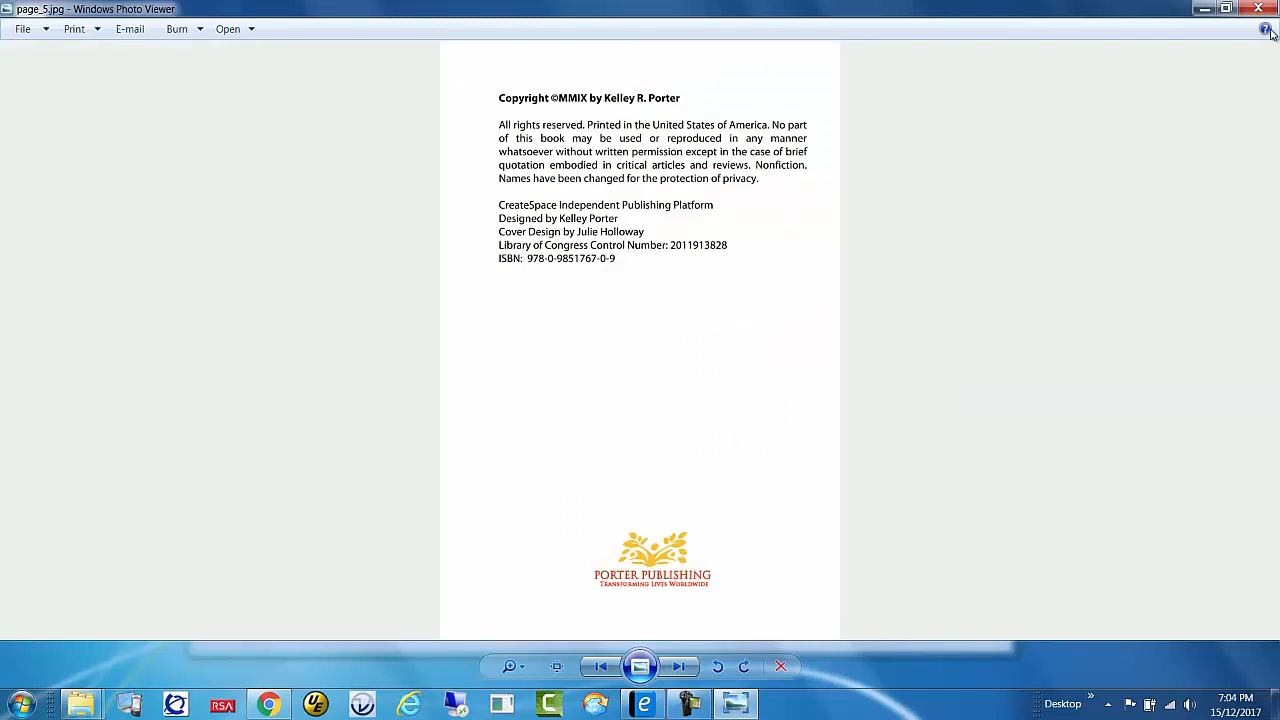 page_5.jpg - Windows Photo Viewer
File Print E-mail Burn Open
Copyright ©MMIX by Kelley R. Porter
All rights reserved. Printed in the United States of America. No part
of this book may be used or reproduced in any manner
whatsoever without written permission except in the case of brief
quotation embodied in critical articles and reviews. Nonfiction.
Names have been changed for the protection of privacy.
CreateSpace Independent Publishing Platform
Designed by Kelley Porter
Cover Design by Julie Holloway
Library of Congress Control Number: 2011913828
ISBN: 978-0-9851767-0-9
PORTER PUBLISHING
TRANSFORMING LIVES WORLDWIDE
RSA
Desktop
»
7:04 PM
15/12/2017